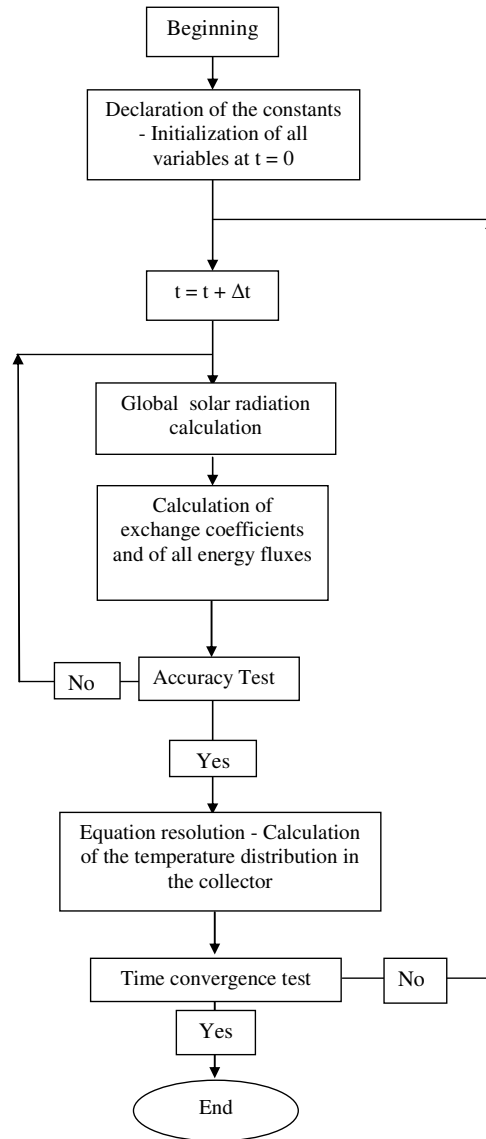 Beginning
Declaration of the constants
- Initialization of all
variables at t = 0
t = t + Δt
Global solar radiation
calculation
Calculation of
exchange coefficients
and of all energy fluxes
No
Accuracy Test
Yes
Equation resolution - Calculation
of the temperature distribution in
the collector
Time convergence test
No
Yes
End